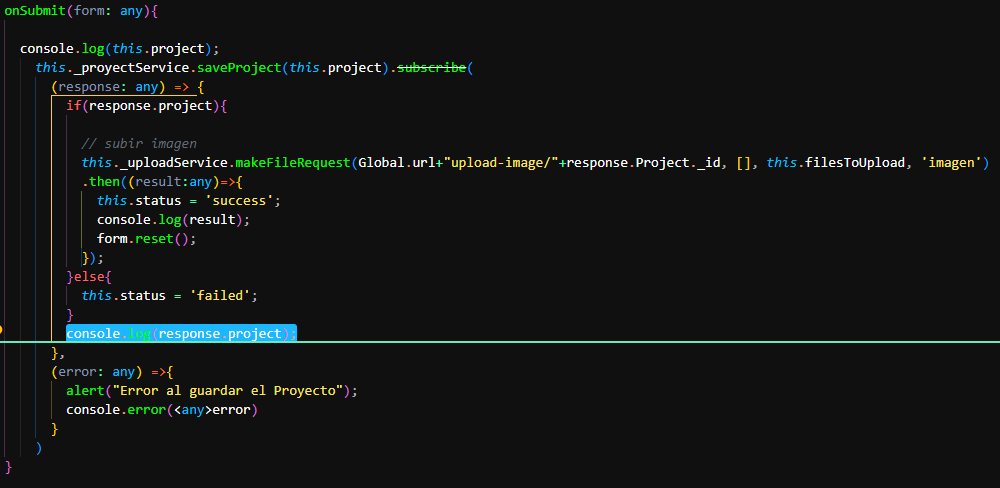 onSubmit(form: any){
console.log(this.project);
this._proyectService.saveProject(this.project).subscribe(
(response: any) => {
if(response.project){
// subir imagen
this._uploadService.makeFileRequest(Global.url+"upload-image/"+response.Project._id, [], this.filesToUpload, 'imagen')
.then((result:any)=>{
this.status = 'success';
console.log(result);
form.reset();
});
}else{
this.status = 'failed';
}
console.log(response.project);
},
(error: any) =>{
alert("Error al guardar el Proyecto");
console.error(<any>error)
}
)
}